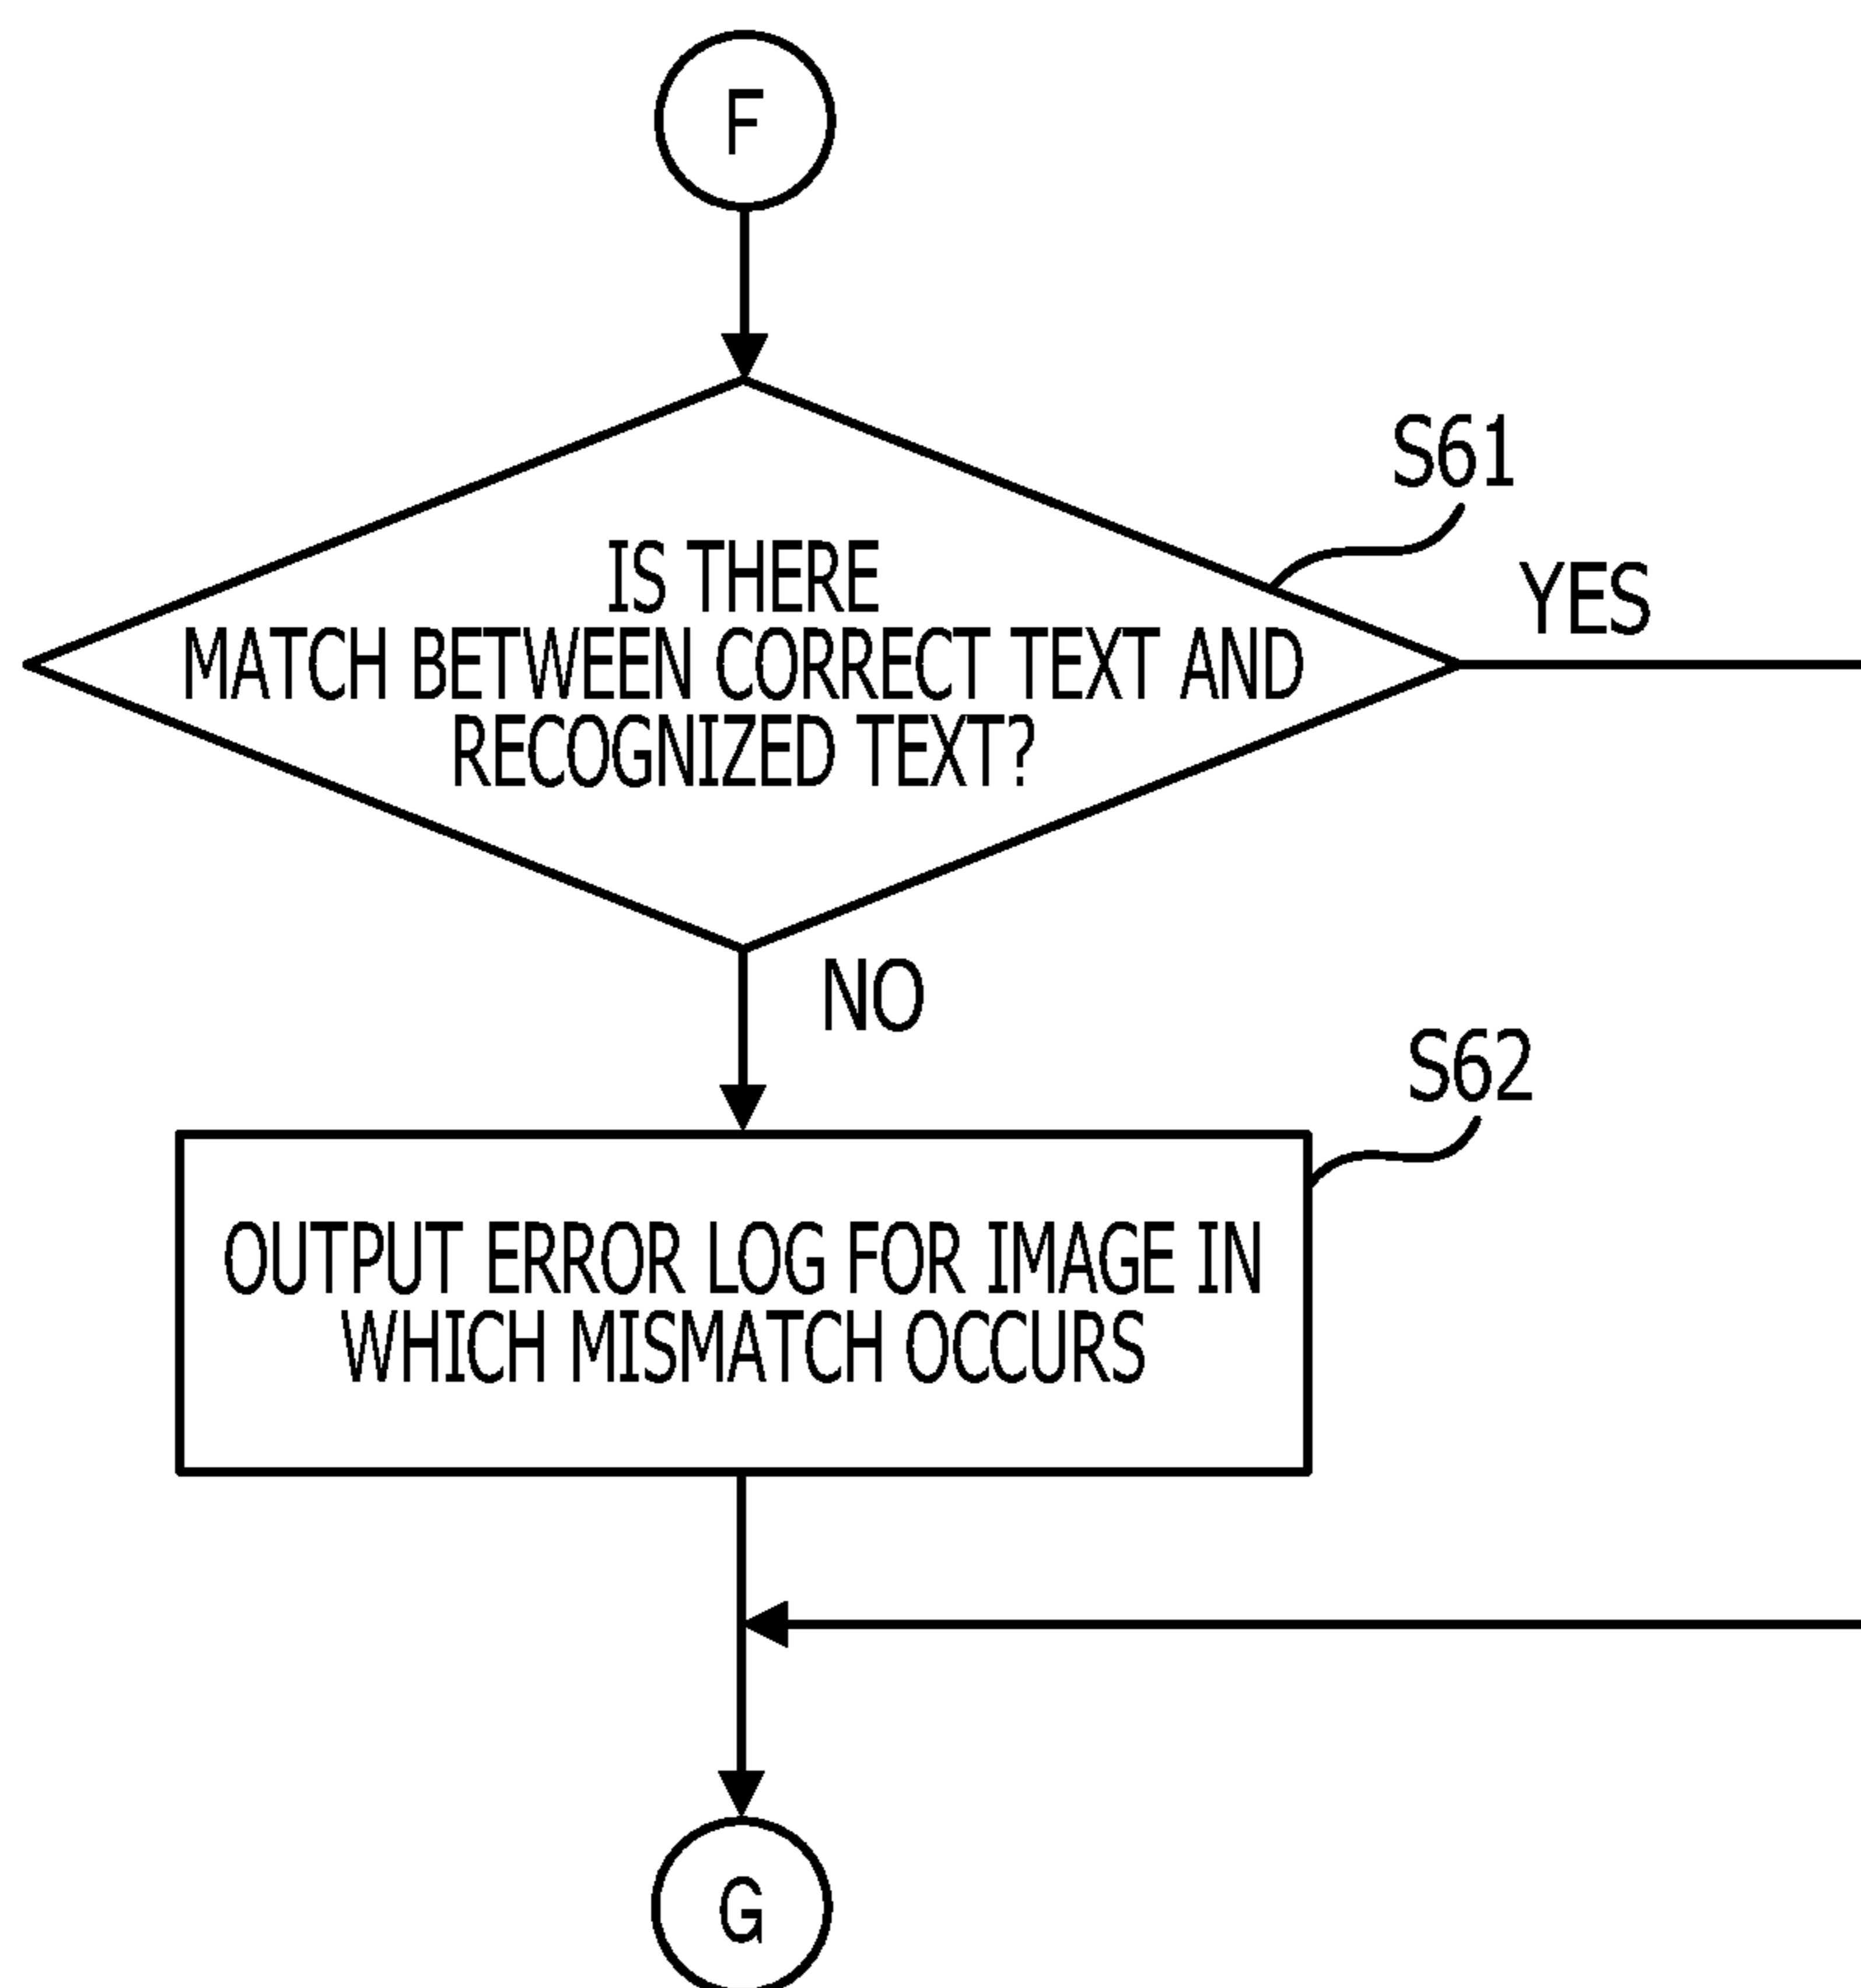 F
S61
IS THERE
MATCH BETWEEN CORRECT TEXT AND
RECOGNIZED TEXT?
YES
NO
S62
OUTPUT ERROR LOG FOR IMAGE IN
WHICH MISMATCH OCCURS
G